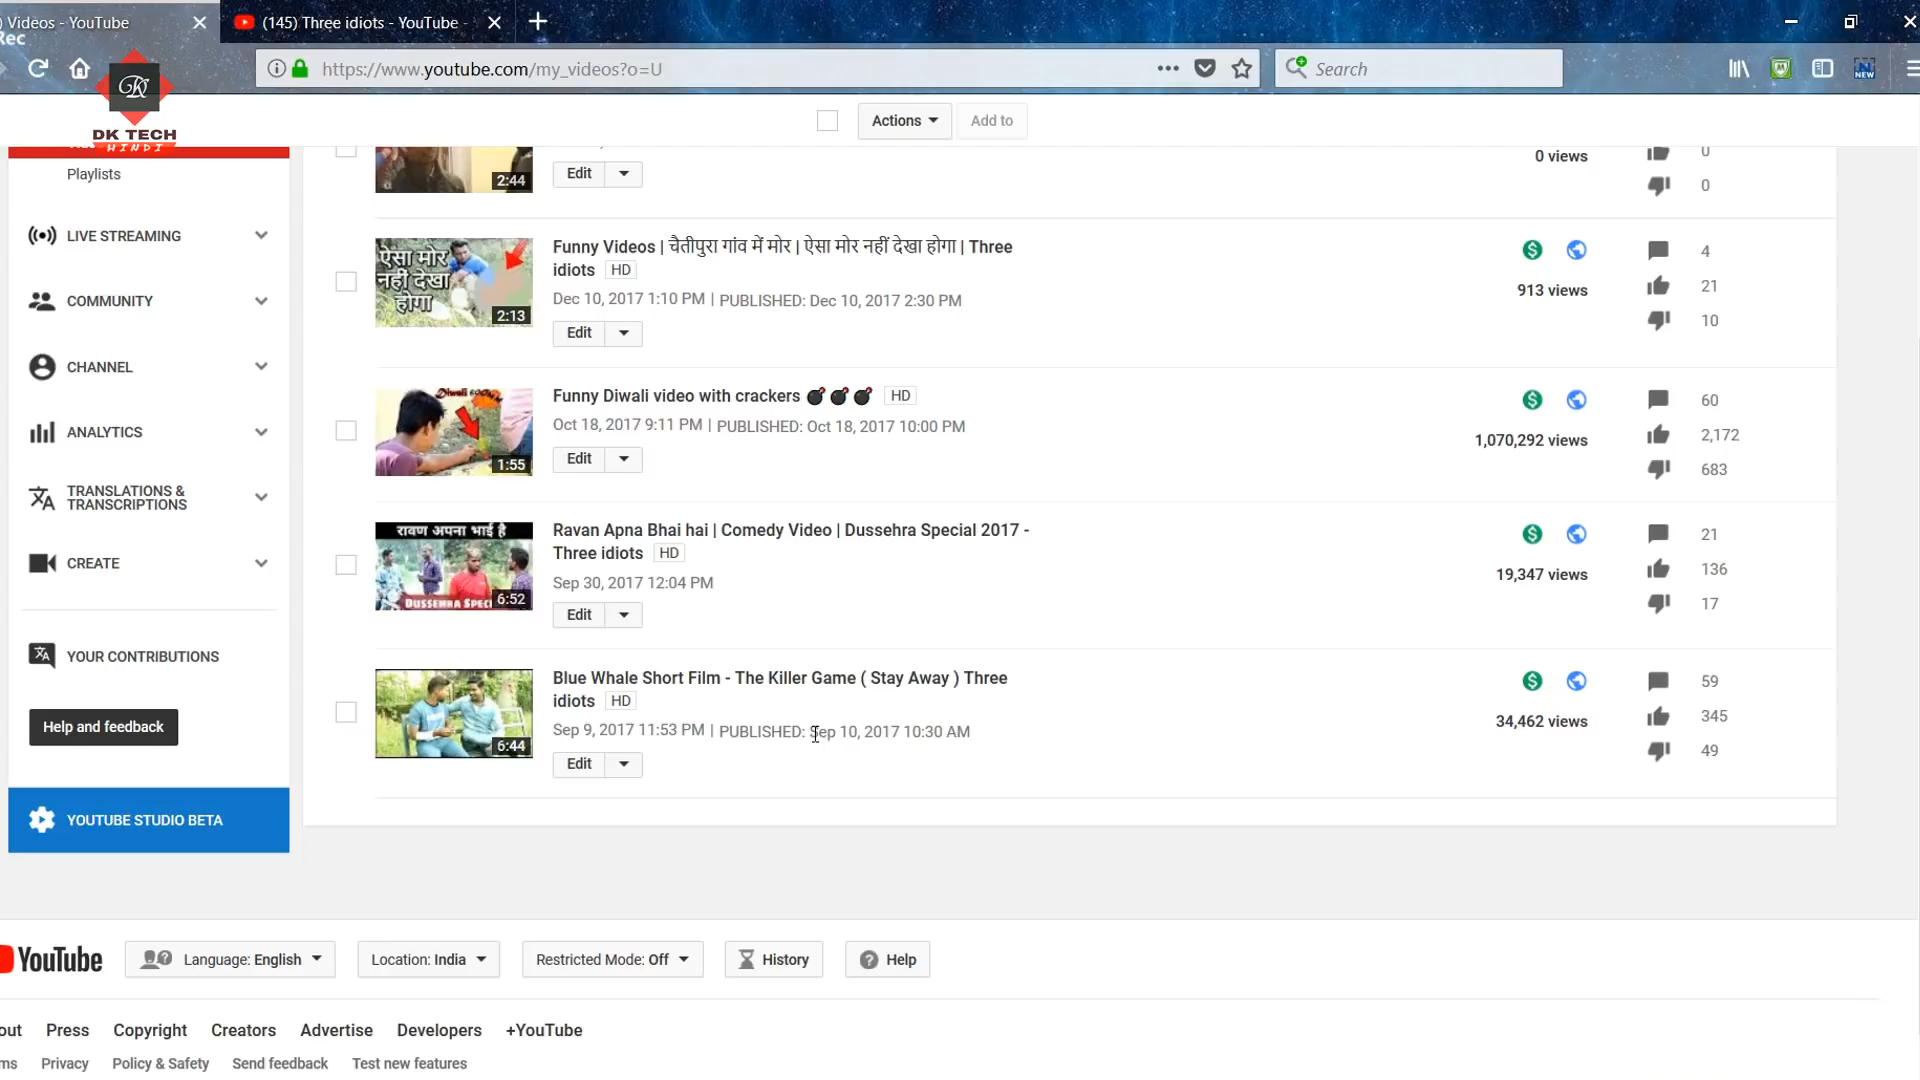 ) Videos - YouTube
(145) Three idiots - YouTube -
Rec
https://www.youtube.com/my_videos?o=U
Search
NEW
DK TECH
HINDI
Actions
Add to
Playlists
LIVE STREAMING
COMMUNITY
CHANNEL
ANALYTICS
TRANSLATIONS &
TRANSCRIPTIONS
CREATE
YOUR CONTRIBUTIONS
Help and feedback
YOUTUBE STUDIO BETA
2:44
Edit
0 views
0
0
ऐसा मोर
नहीं देखा
होगा
2:13
Funny Videos | चैतीपुरा गांव में मोर | ऐसा मोर नहीं देखा होगा | Three
idiots HD
Dec 10, 2017 1:10 PM | PUBLISHED: Dec 10, 2017 2:30 PM
Edit
913 views
4
21
10
Diwali
1:55
Funny Diwali video with crackers 💣 💣 💣 HD
Oct 18, 2017 9:11 PM | PUBLISHED: Oct 18, 2017 10:00 PM
Edit
1,070,292 views
60
2,172
683
रावण अपना भाई है
6:52
Ravan Apna Bhai hai | Comedy Video | Dussehra Special 2017 -
Three idiots HD
Sep 30, 2017 12:04 PM
Edit
19,347 views
21
136
17
6:44
Blue Whale Short Film - The Killer Game ( Stay Away ) Three
idiots HD
Sep 9, 2017 11:53 PM | PUBLISHED: Sep 10, 2017 10:30 AM
Edit
34,462 views
59
345
49
YouTube
Language: English
Location: India
Restricted Mode: Off
History
Help
out Press Copyright Creators Advertise Developers +YouTube
ms Privacy Policy & Safety Send feedback Test new features